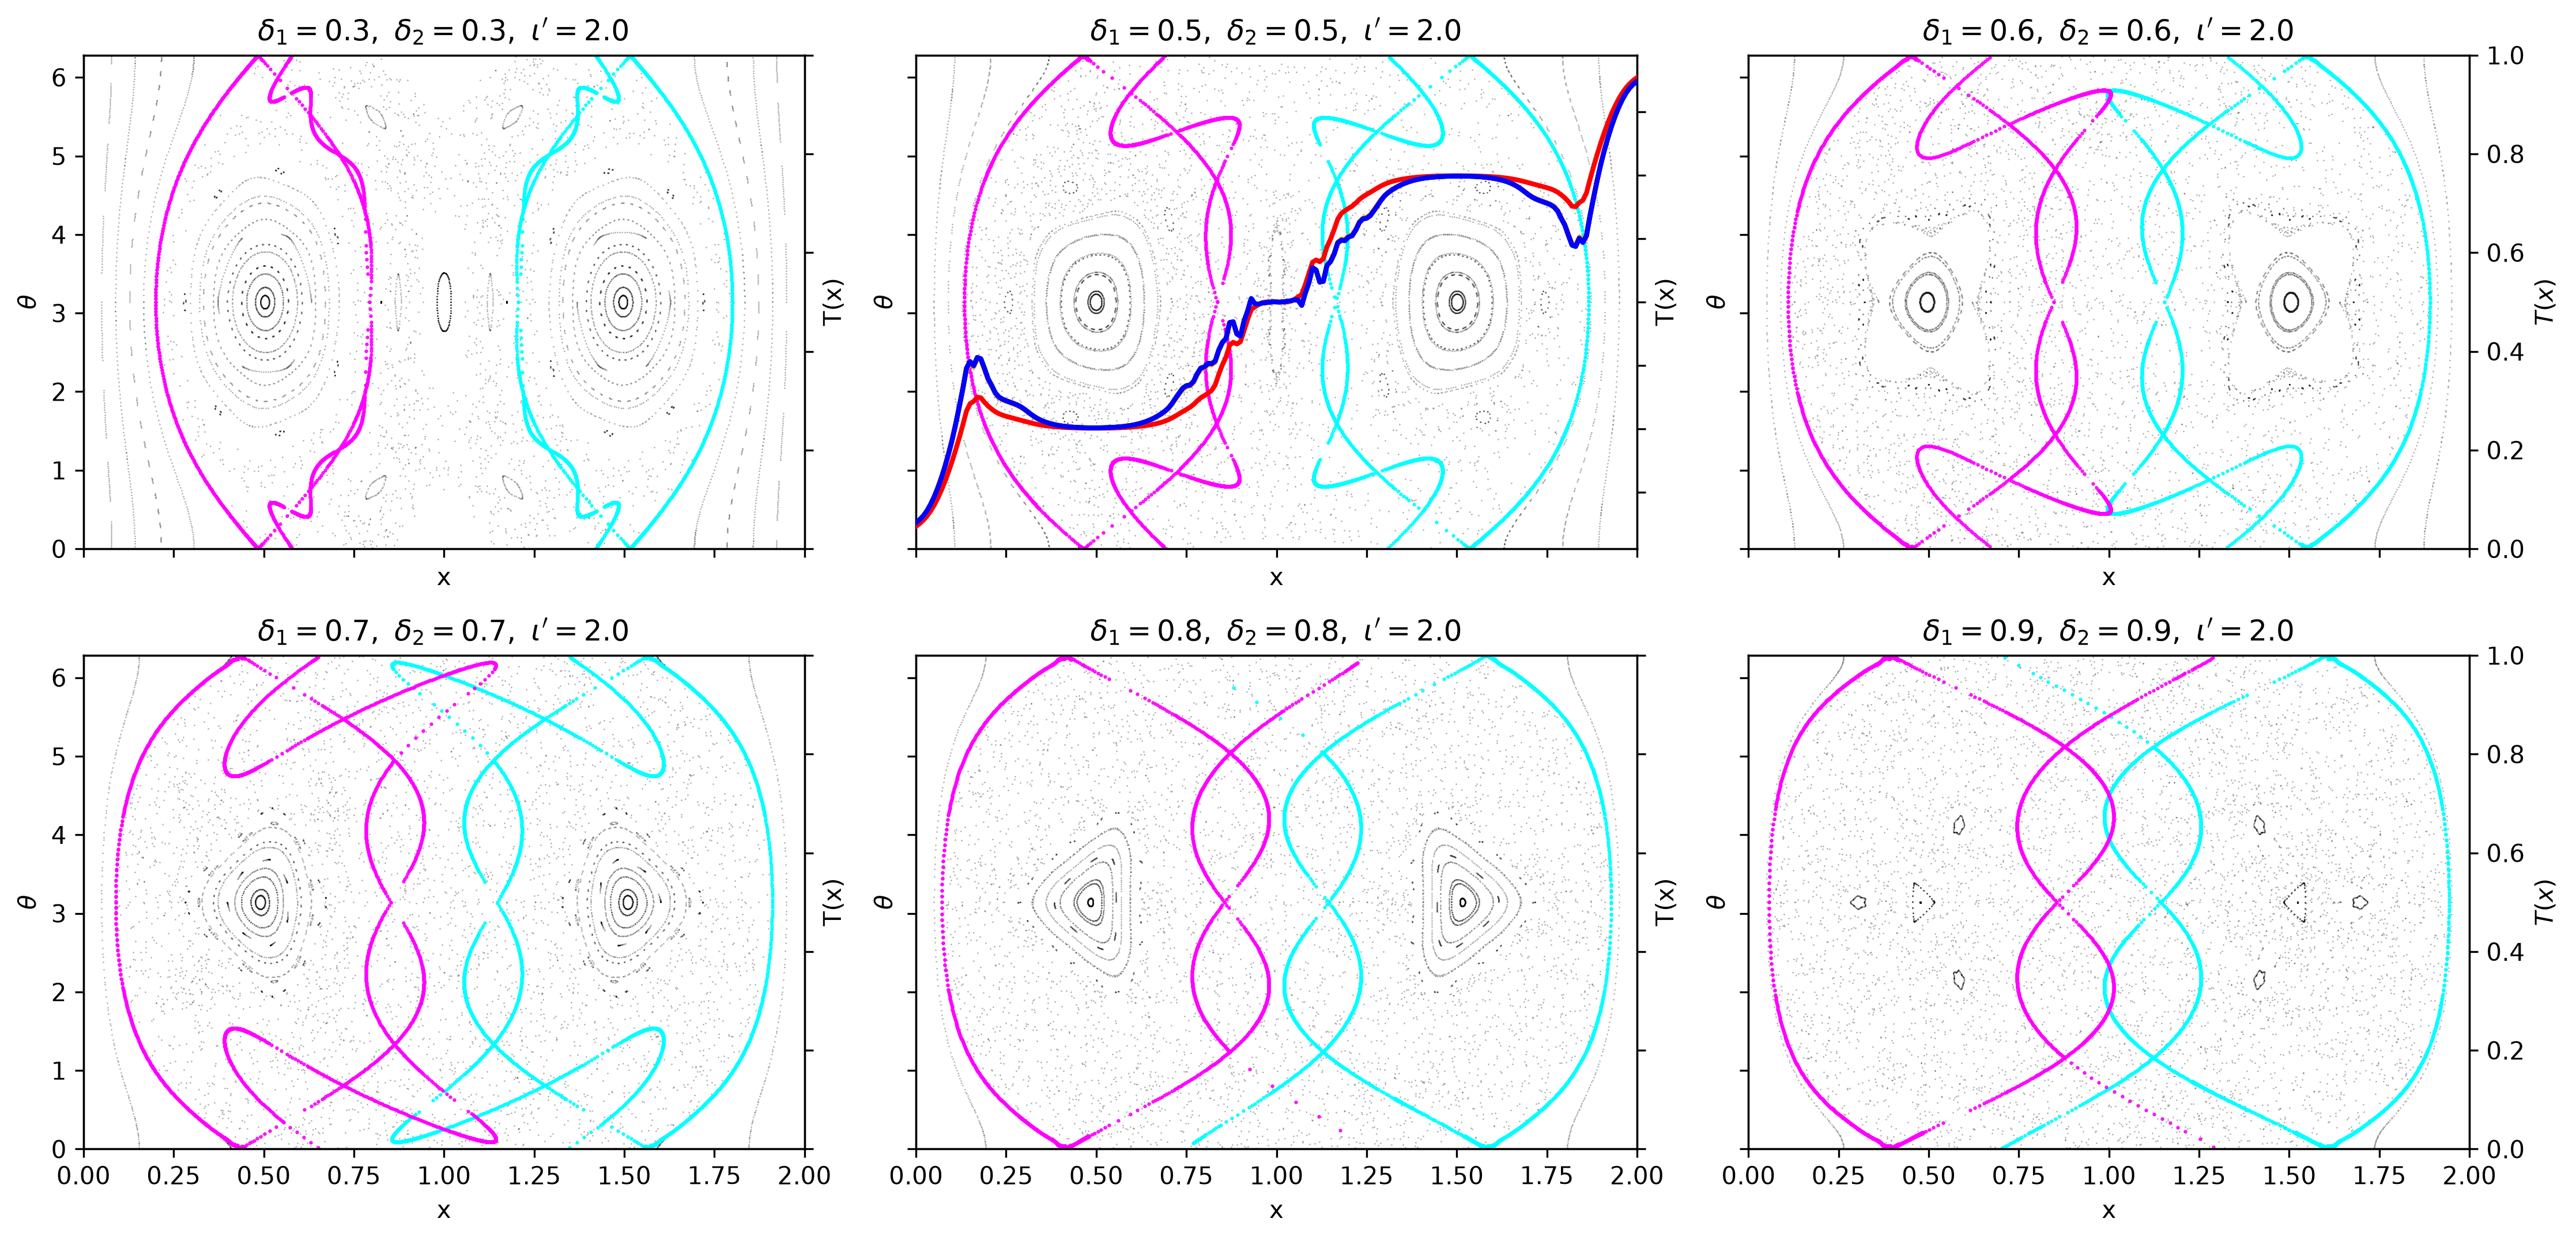 δ₁ = 0.3, δ₂ = 0.3, ι′ = 2.0
δ₁ = 0.5, δ₂ = 0.5, ι′ = 2.0
δ₁ = 0.6, δ₂ = 0.6, ι′ = 2.0
6
5
4
3
2
1
0
θ
x
T(x)
θ
x
T(x)
θ
x
1.0
0.8
0.6
0.4
0.2
0.0
T(x)
δ₁ = 0.7, δ₂ = 0.7, ι′ = 2.0
δ₁ = 0.8, δ₂ = 0.8, ι′ = 2.0
δ₁ = 0.9, δ₂ = 0.9, ι′ = 2.0
6
5
4
3
2
1
0
θ
0.00 0.25 0.50 0.75 1.00 1.25 1.50 1.75 2.00
x
T(x)
θ
0.00 0.25 0.50 0.75 1.00 1.25 1.50 1.75 2.00
x
T(x)
θ
0.00 0.25 0.50 0.75 1.00 1.25 1.50 1.75 2.00
x
1.0
0.8
0.6
0.4
0.2
0.0
T(x)